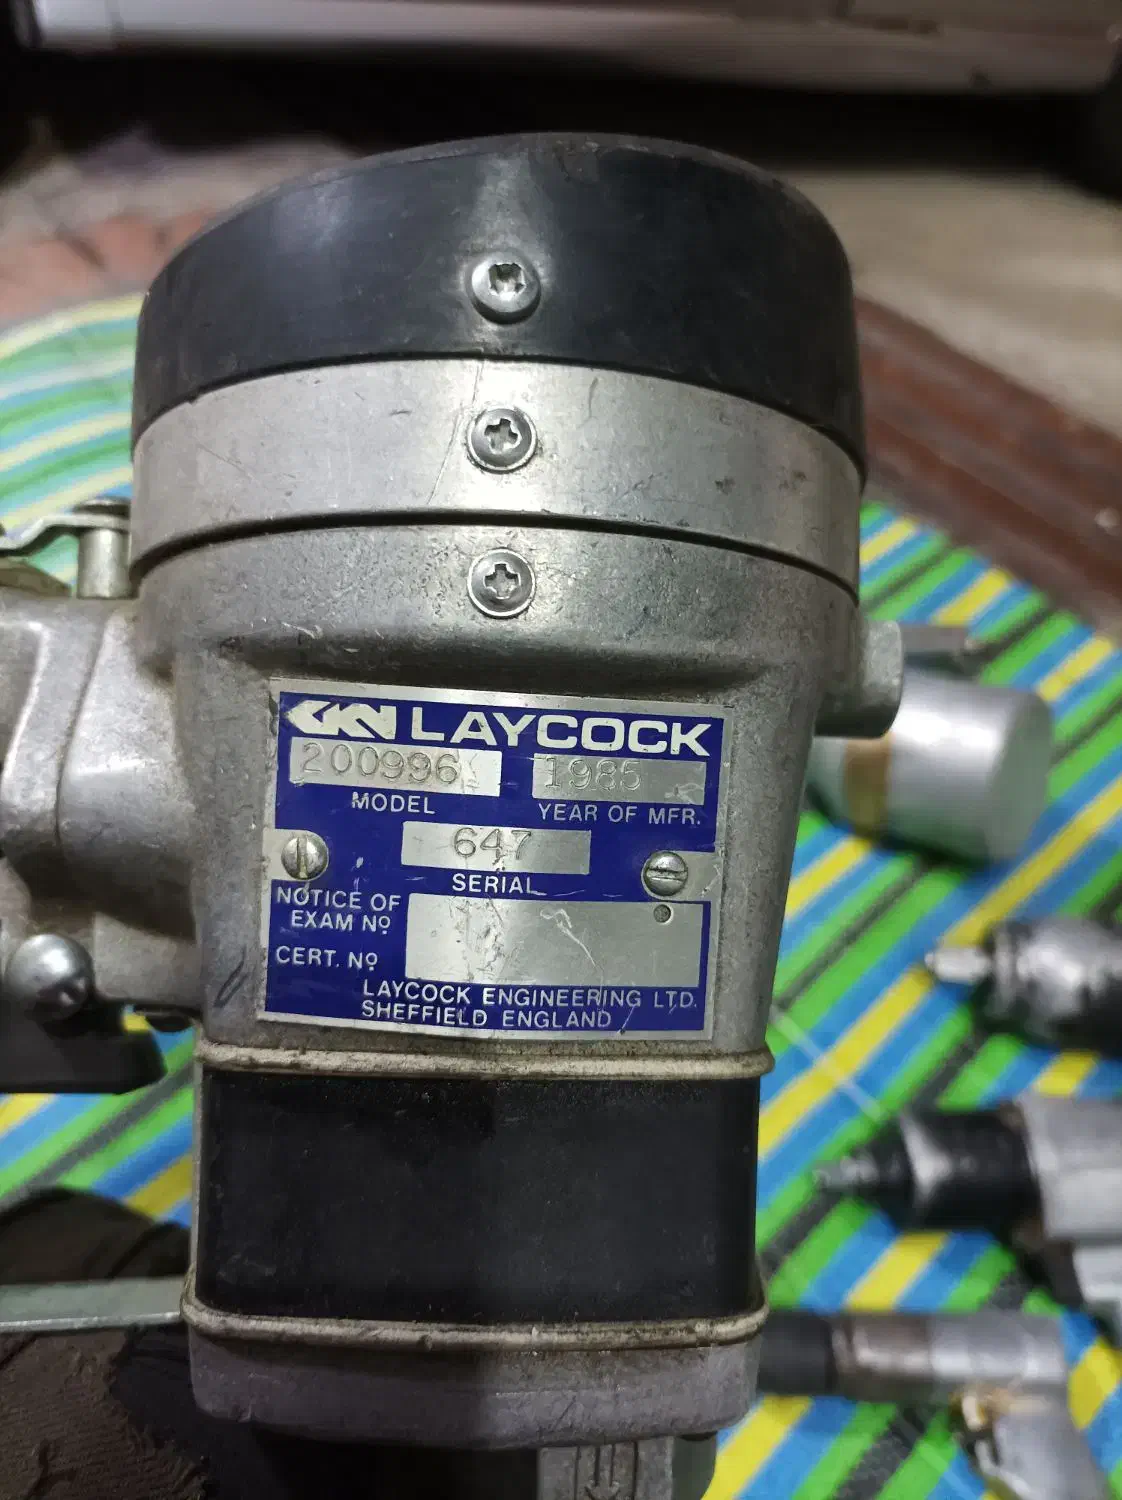 GKN LAYCOCK
200996 1985
MODEL YEAR OF MFR.
647
SERIAL
NOTICE OF
EXAM Nº
CERT. Nº
LAYCOCK ENGINEERING LTD.
SHEFFIELD ENGLAND